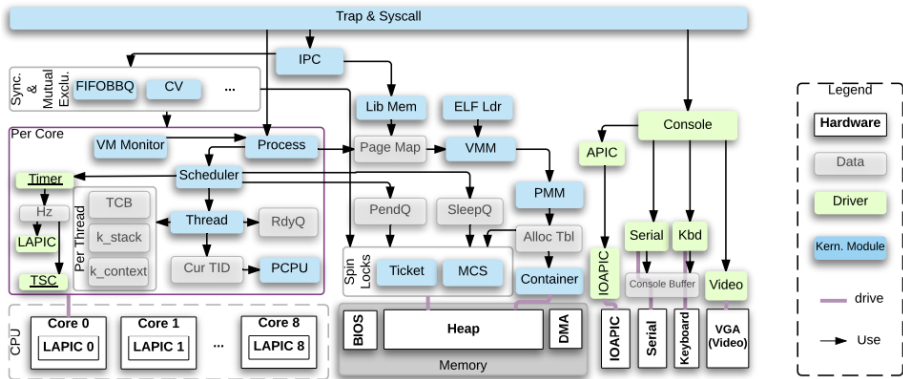 Trap & Syscall
IPC
Sync.
&
Mutual
Exclu.
FIFOBBQ
CV
...
Lib Mem
ELF Ldr
Console
Per Core
VM Monitor
Process
Page Map
VMM
APIC
Timer
Scheduler
PMM
Hz
Per Thread
TCB
Thread
RdyQ
PendQ
SleepQ
Alloc Tbl
Serial
Kbd
LAPIC
k_stack
TSC
k_context
Cur TID
PCPU
Spin
Locks
Ticket
MCS
Container
IOAPIC
Console Buffer
Video
CPU
Core 0
LAPIC 0
Core 1
LAPIC 1
...
Core 8
LAPIC 8
BIOS
Heap
DMA
Memory
IOAPIC
Serial
Keyboard
VGA
(Video)
Legend
Hardware
Data
Driver
Kern. Module
drive
Use